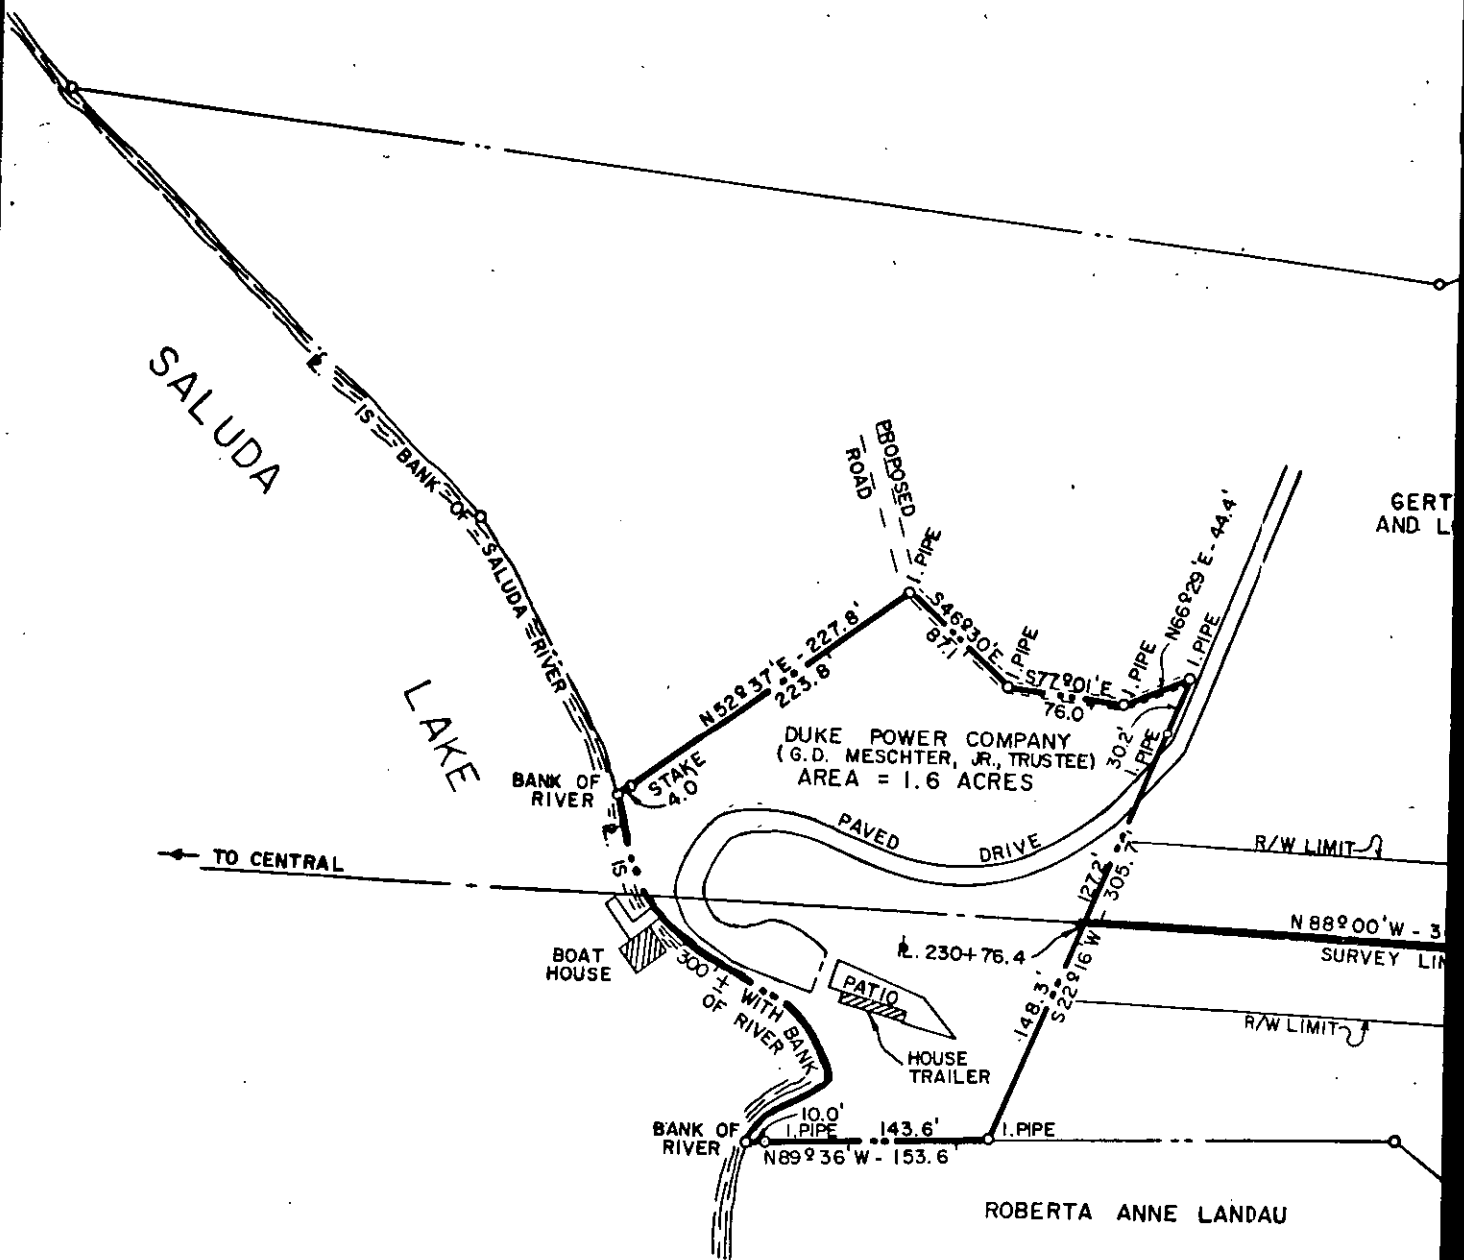 SALUDA
LAKE
IS BANK OF SALUDA RIVER
PROPOSED
ROAD
GERT
AND L
I. PIPE
S46°30'E
87.1
I. PIPE
S77°01'E
76.0'
I. PIPE
N66°29'E - 44.4'
I. PIPE
N52°37'E - 227.8'
223.8'
DUKE POWER COMPANY
(G.D. MESCHTER, JR., TRUSTEE)
AREA = 1.6 ACRES
30.2'
I. PIPE
BANK OF
RIVER
STAKE
4.0'
PAVED DRIVE
IS
R/W LIMIT
TO CENTRAL
127.2'
S22°16'W - 305.7'
148.3'
N88°00'W - 3
SURVEY LIN
BOAT
HOUSE
300'± WITH BANK
OF RIVER
PATIO
230+76.4
R/W LIMIT
HOUSE
TRAILER
BANK OF
RIVER
10.0'
I. PIPE
143.6'
I. PIPE
N89°36'W - 153.6'
ROBERTA ANNE LANDAU